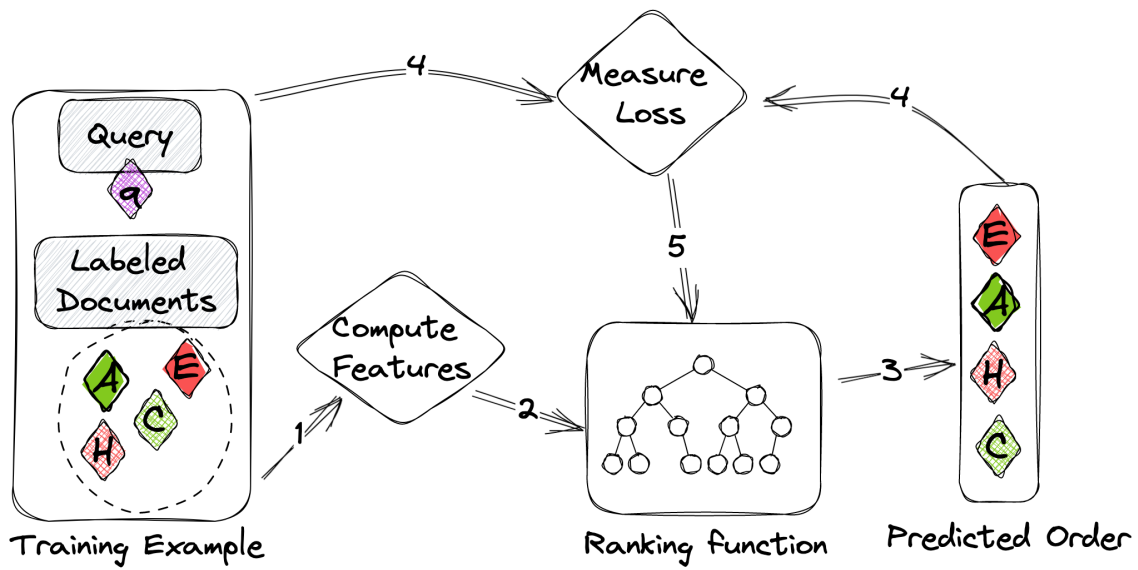 4
Measure
Loss
4
Query
q
5
E
A
H
C
Labeled
Documents
A
E
C
H
Compute
Features
1
2
3
Training Example
Ranking function
Predicted Order